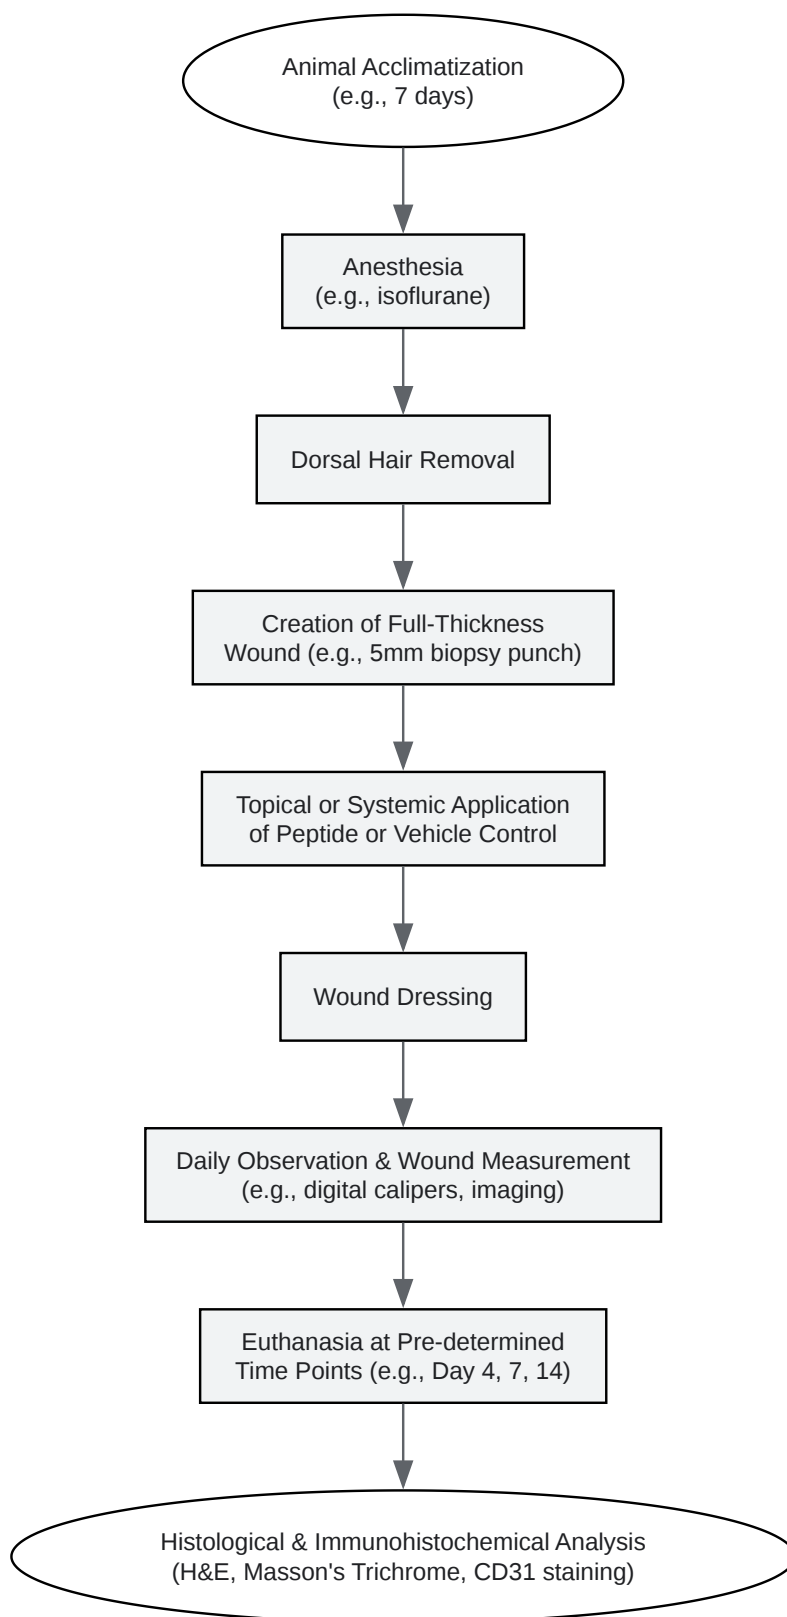 Animal Acclimatization
(e.g., 7 days)
Anesthesia
(e.g., isoflurane)
Dorsal Hair Removal
Creation of Full-Thickness
Wound (e.g., 5mm biopsy punch)
Topical or Systemic Application
of Peptide or Vehicle Control
Wound Dressing
Daily Observation & Wound Measurement
(e.g., digital calipers, imaging)
Euthanasia at Pre-determined
Time Points (e.g., Day 4, 7, 14)
Histological & Immunohistochemical Analysis
(H&E, Masson's Trichrome, CD31 staining)